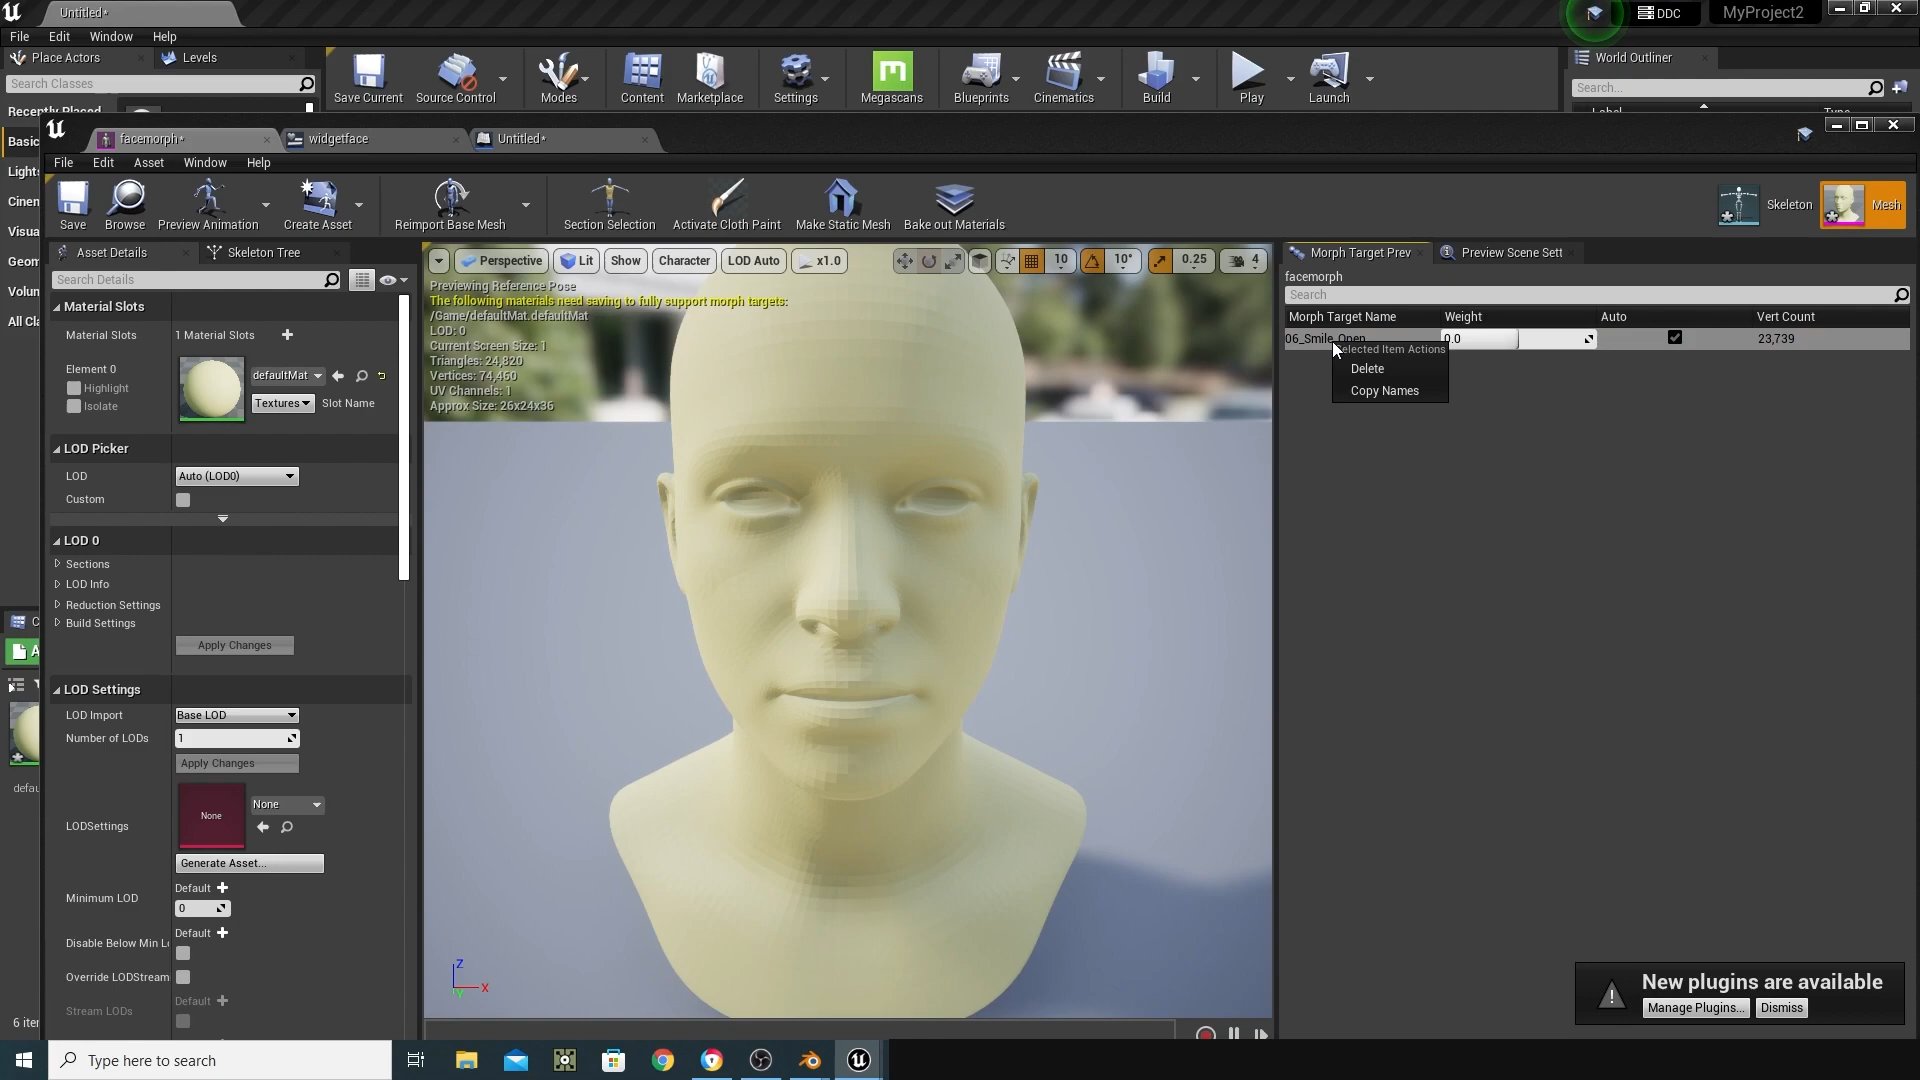 Untitled*
DDC
MyProject2
File Edit Window Help
Place Actors
Levels
Search Classes
Recently Placed
Basic
Lights
Cinen
Visua
Geom
Volun
All Cla
Save Current
Source Control
Modes
Content
Marketplace
Settings
Megascans
Blueprints
Cinematics
Build
Play
Launch
World Outliner
Search...
Label
Type
facemorph*
widgetface
Untitled*
File Edit Asset Window Help
Save
Browse
Preview Animation
Create Asset
Reimport Base Mesh
Section Selection
Activate Cloth Paint
Make Static Mesh
Bake out Materials
Skeleton
Mesh
Asset Details
Skeleton Tree
Search Details
Material Slots
Material Slots
1 Material Slots
Element 0
Highlight
Isolate
defaultMat
Textures
Slot Name
LOD Picker
LOD
Auto (LOD0)
Custom
LOD 0
Sections
LOD Info
Reduction Settings
Build Settings
Apply Changes
LOD Settings
LOD Import
Base LOD
Number of LODs
1
Apply Changes
LODSettings
None
None
Generate Asset...
Minimum LOD
Default
0
Disable Below Min L
Default
Override LODStream
Stream LODs
Default
Perspective
Lit
Show
Character
LOD Auto
x1.0
10
10°
0.25
4
Previewing Reference Pose
The following materials need saving to fully support morph targets:
/Game/defaultMat.defaultMat
LOD: 0
Current Screen Size: 1
Triangles: 24,820
Vertices: 74,460
UV Channels: 1
Approx Size: 26x24x36
Z
X
Y
Morph Target Prev
Preview Scene Sett
facemorph
Search
Morph Target Name
Weight
Auto
Vert Count
06_Smile_Open
0.0
23,739
elected Item Actions
Delete
Copy Names
C
A
defau
6 iter
New plugins are available
Manage Plugins...
Dismiss
Type here to search